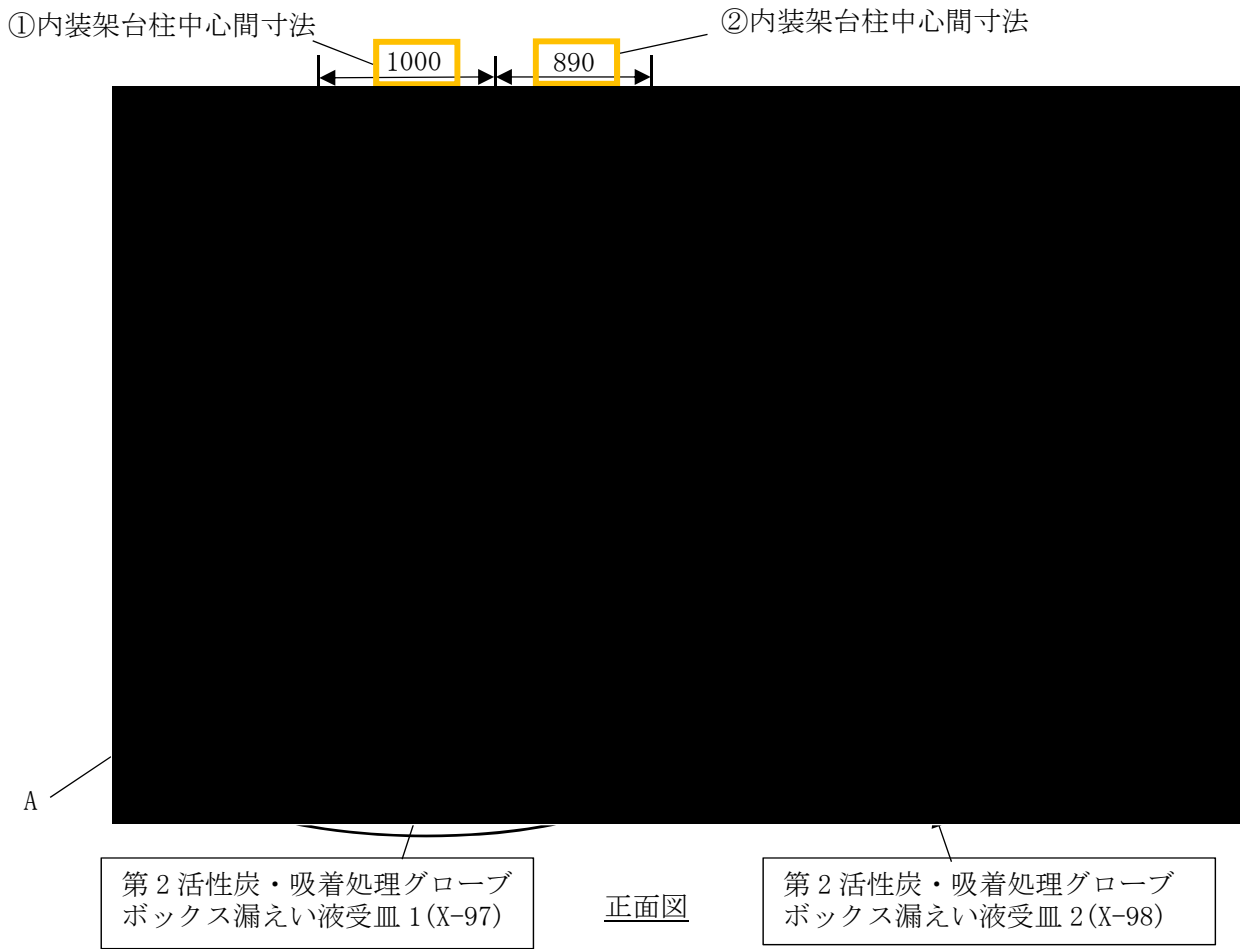 ①内装架台柱中心間寸法
②内装架台柱中心間寸法
1000
890
A
第2活性炭・吸着処理グローブ
ボックス漏えい液受皿1(X-97)
正面図
第2活性炭・吸着処理グローブ
ボックス漏えい液受皿2(X-98)